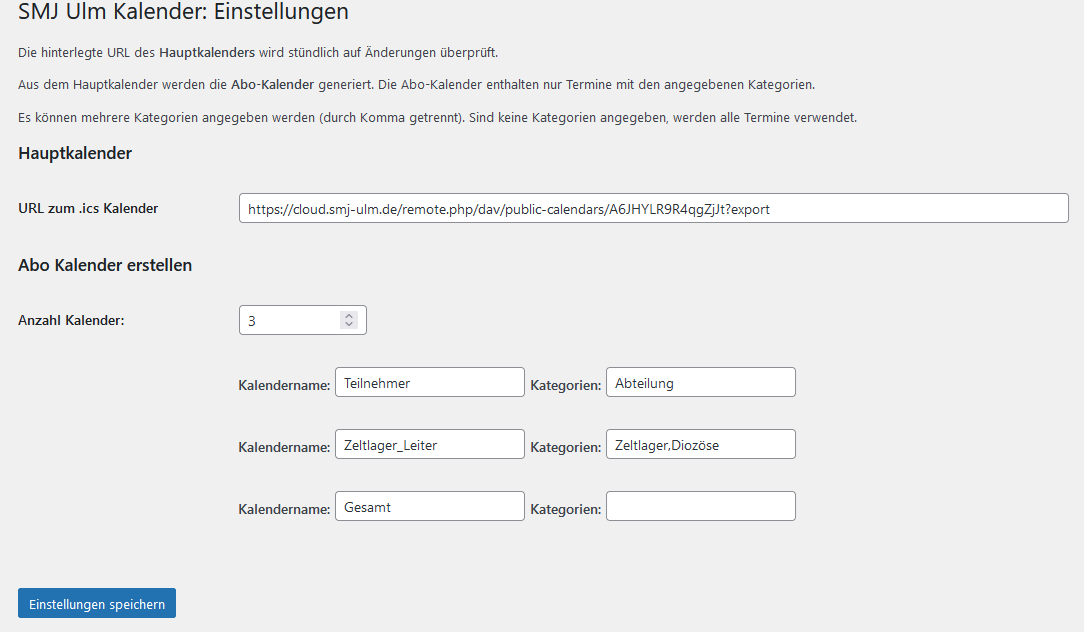 SMJ Ulm Kalender: Einstellungen
Die hinterlegte URL des Hauptkalenders wird stündlich auf Änderungen überprüft.
Aus dem Hauptkalender werden die Abo-Kalender generiert. Die Abo-Kalender enthalten nur Termine mit den angegebenen Kategorien.
Es können mehrere Kategorien angegeben werden (durch Komma getrennt). Sind keine Kategorien angegeben, werden alle Termine verwendet.
Hauptkalender
URL zum .ics Kalender https://cloud.smj-ulm.de/remote.php/dav/public-calendars/A6JHYLR9R4qgZjJt?export
Abo Kalender erstellen
Anzahl Kalender: 3
Kalendername: Teilnehmer Kategorien: Abteilung
Kalendername: Zeltlager_Leiter Kategorien: Zeltlager,Diozöse
Kalendername: Gesamt Kategorien:
Einstellungen speichern